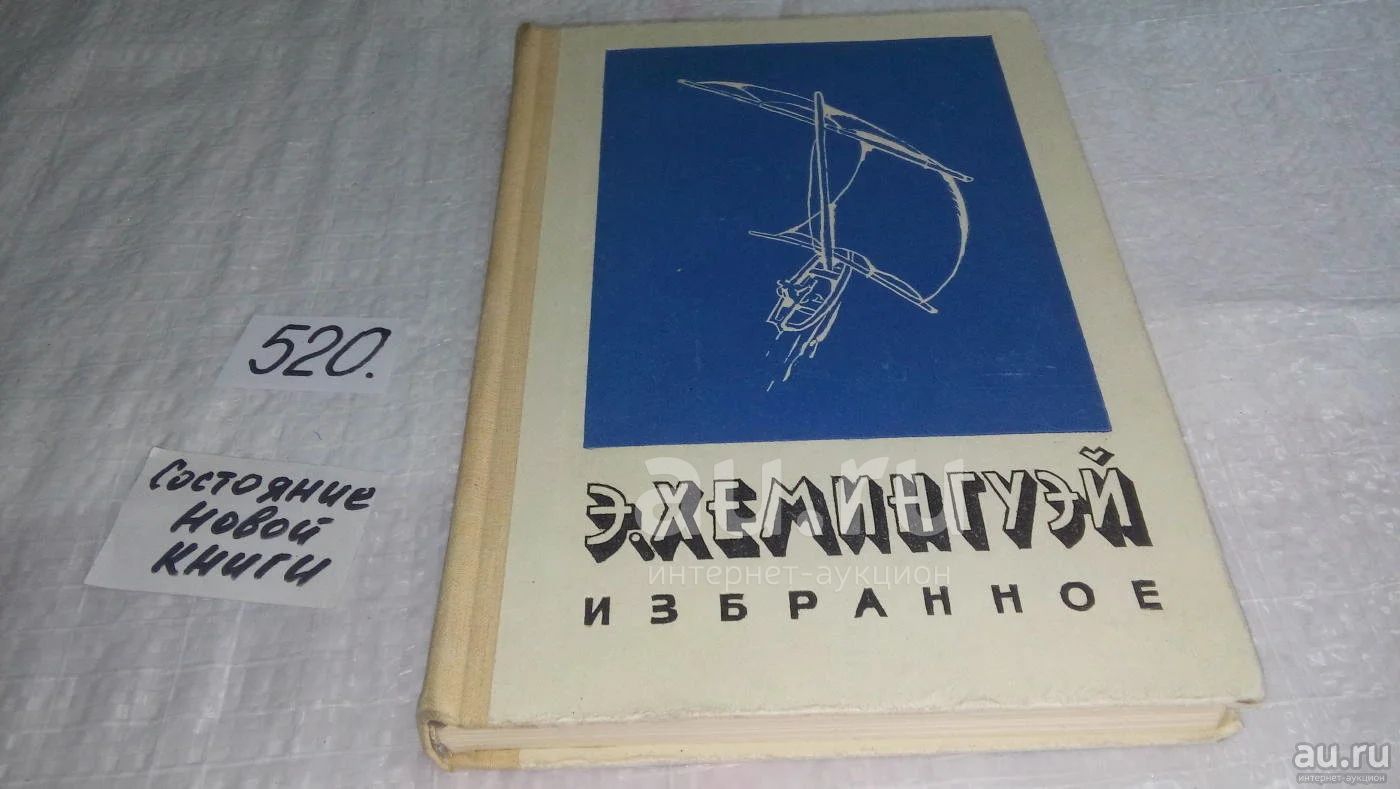 520.
Состояние
новой
книги
Э. ХЕМИНГУЭЙ
ИЗБРАННОЕ
au.ru
интернет-аукцион
au.ru
интернет-аукцион